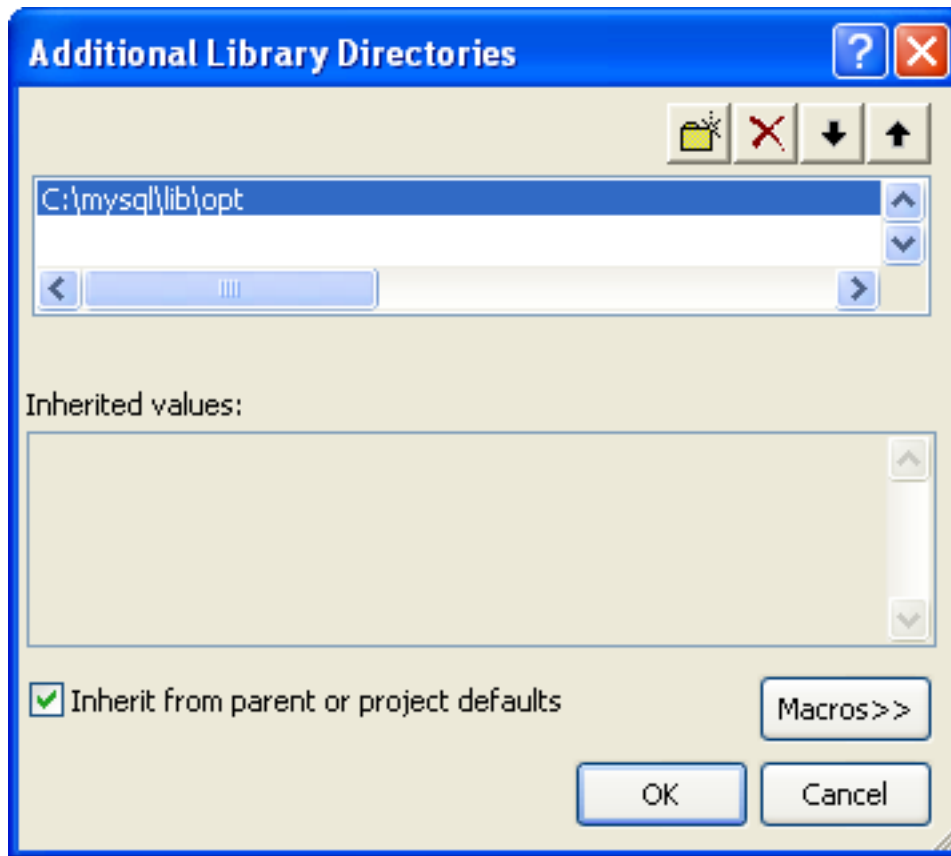 Additional Library Directories
C:\mysql\lib\opt
Inherited values:
Inherit from parent or project defaults
Macros>>
OK
Cancel